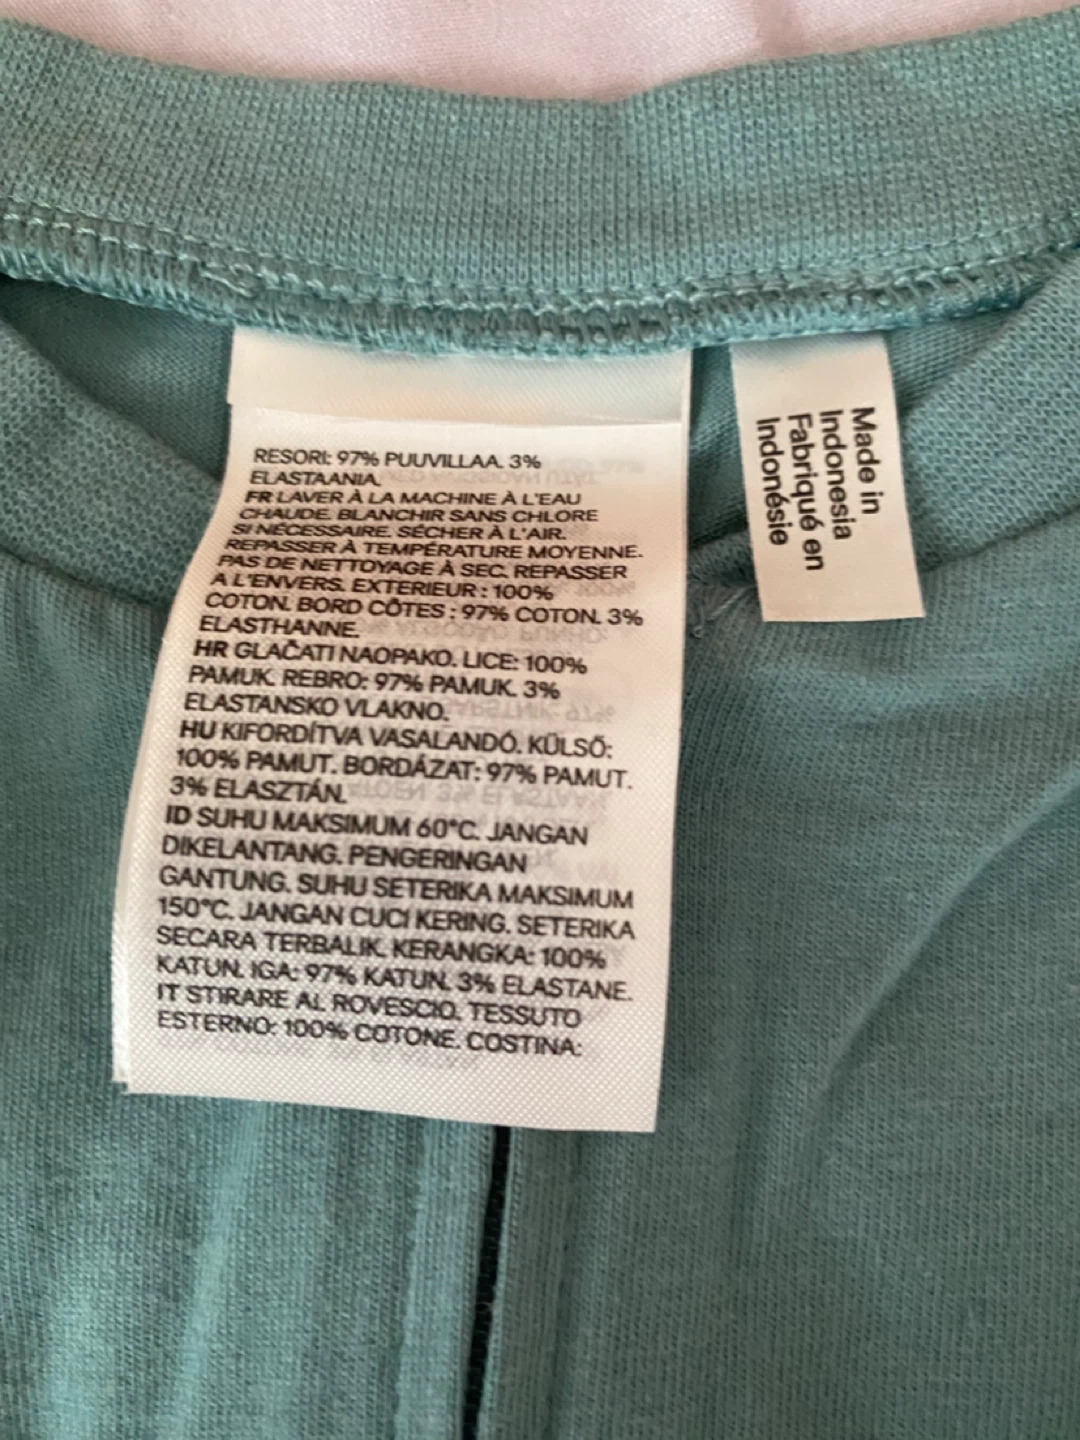 RESORI: 97% PUUVILLAA. 3%
ELASTAANIA.
FR LAVER À LA MACHINE À L'EAU
CHAUDE. BLANCHIR SANS CHLORE
SI NÉCESSAIRE. SÉCHER À L'AIR.
REPASSER À TEMPÉRATURE MOYENNE.
PAS DE NETTOYAGE À SEC. REPASSER
A L'ENVERS. EXTERIEUR : 100%
COTON. BORD CÔTES : 97% COTON. 3%
ELASTHANNE.
HR GLAČATI NAOPAKO. LICE: 100%
PAMUK. REBRO: 97% PAMUK. 3%
ELASTANSKO VLAKNO.
HU KIFORDÍTVA VASALANDÓ. KÜLSŐ:
100% PAMUT. BORDÁZAT: 97% PAMUT.
3% ELASZTÁN.
ID SUHU MAKSIMUM 60°C. JANGAN
DIKELANTANG. PENGERINGAN
GANTUNG. SUHU SETERIKA MAKSIMUM
150°C. JANGAN CUCI KERING. SETERIKA
SECARA TERBALIK. KERANGKA: 100%
KATUN. IGA: 97% KATUN. 3% ELASTANE.
IT STIRARE AL ROVESCIO. TESSUTO
ESTERNO: 100% COTONE. COSTINA:
Made in
Indonesia
Fabriqué en
Indonésie